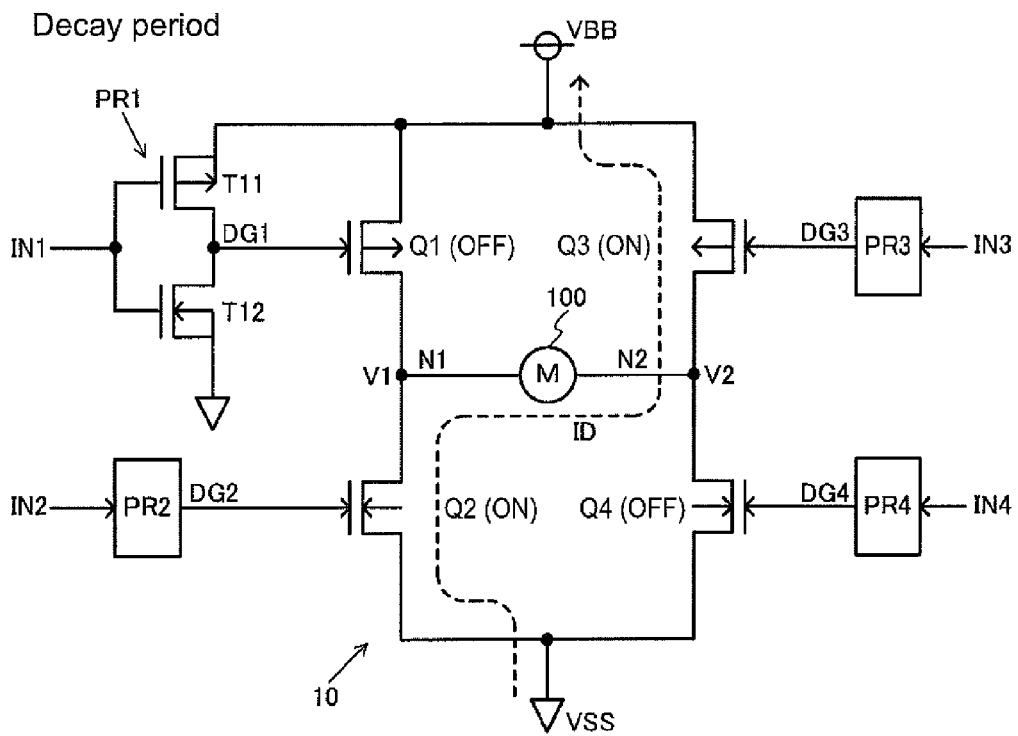 Decay period
VBB
PR1
T11
IN1
DG1
Q1 (OFF)
Q3 (ON)
DG3
PR3
IN3
T12
100
V1
N1
M
N2
V2
ID
IN2
PR2
DG2
Q2 (ON)
Q4 (OFF)
DG4
PR4
IN4
10
VSS